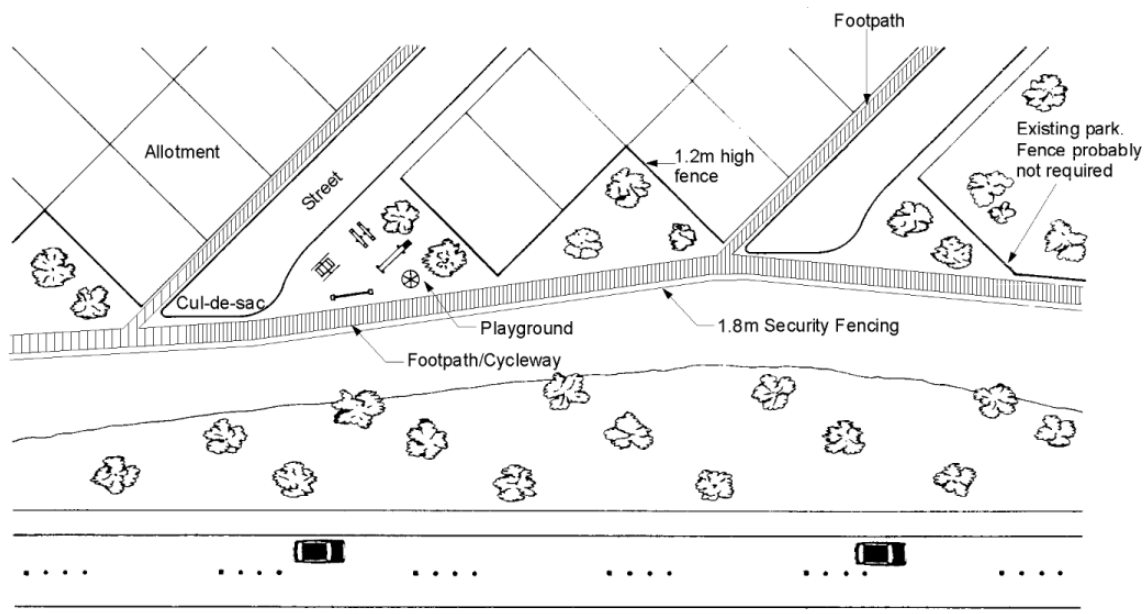 Footpath
Existing park.
Fence probably
not required
Allotment
1.2m high
fence
Street
Cul-de-sac
Playground
1.8m Security Fencing
Footpath/Cycleway